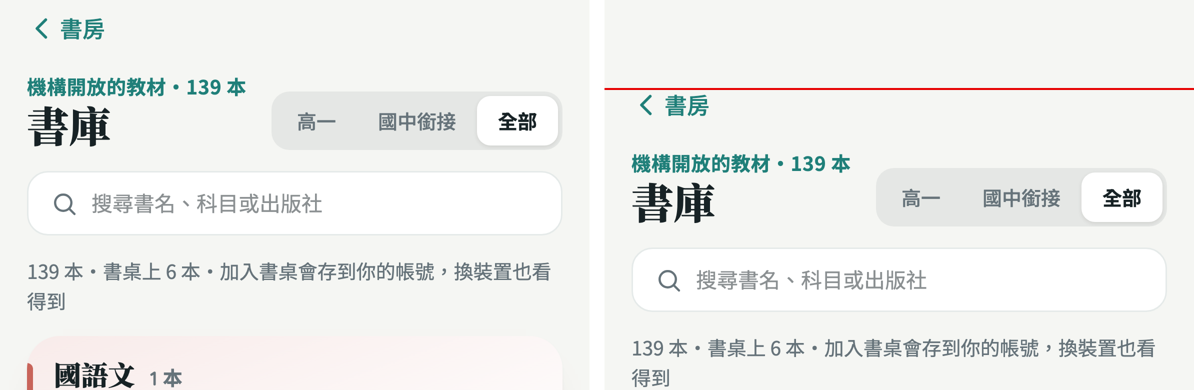 書房
機構開放的教材・139 本
書庫
高一
國中銜接
全部
搜尋書名、科目或出版社
139 本・書桌上 6 本・加入書桌會存到你的帳號，換裝置也看
得到
國語文 1 本
書房
機構開放的教材・139 本
書庫
高一
國中銜接
全部
搜尋書名、科目或出版社
139 本・書桌上 6 本・加入書桌會存到你的帳號，換裝置也看
得到